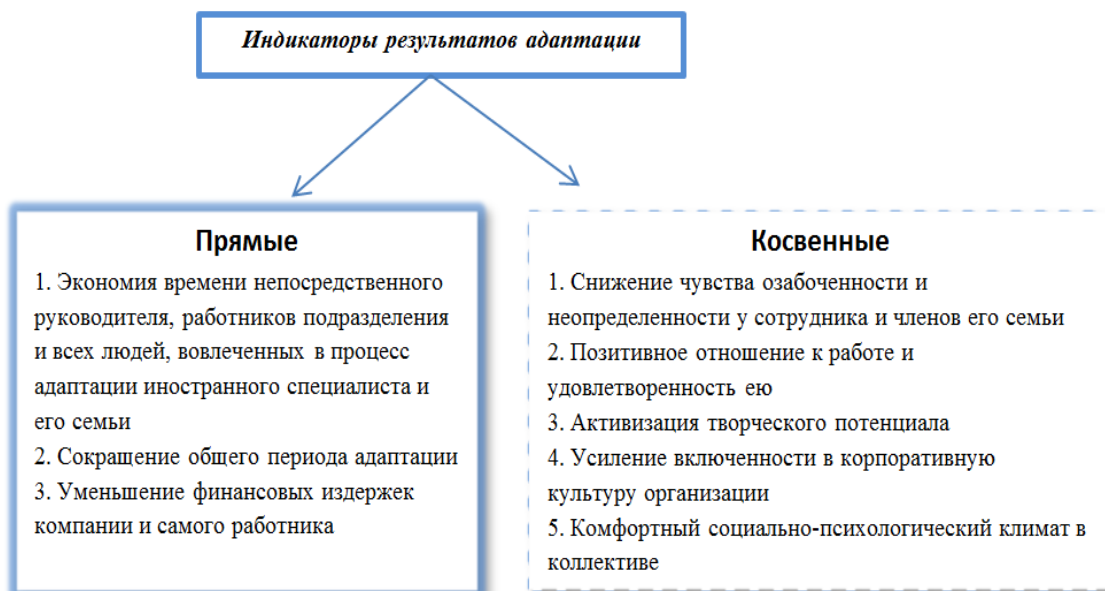 Индикаторы результатов адаптации
Прямые
1. Экономия времени непосредственного
руководителя, работников подразделения
и всех людей, вовлеченных в процесс
адаптации иностранного специалиста и
его семьи
2. Сокращение общего периода адаптации
3. Уменьшение финансовых издержек
компании и самого работника
Косвенные
1. Снижение чувства озабоченности и
неопределенности у сотрудника и членов его семьи
2. Позитивное отношение к работе и
удовлетворенность ею
3. Активизация творческого потенциала
4. Усиление включенности в корпоративную
культуру организации
5. Комфортный социально-психологический климат в
коллективе